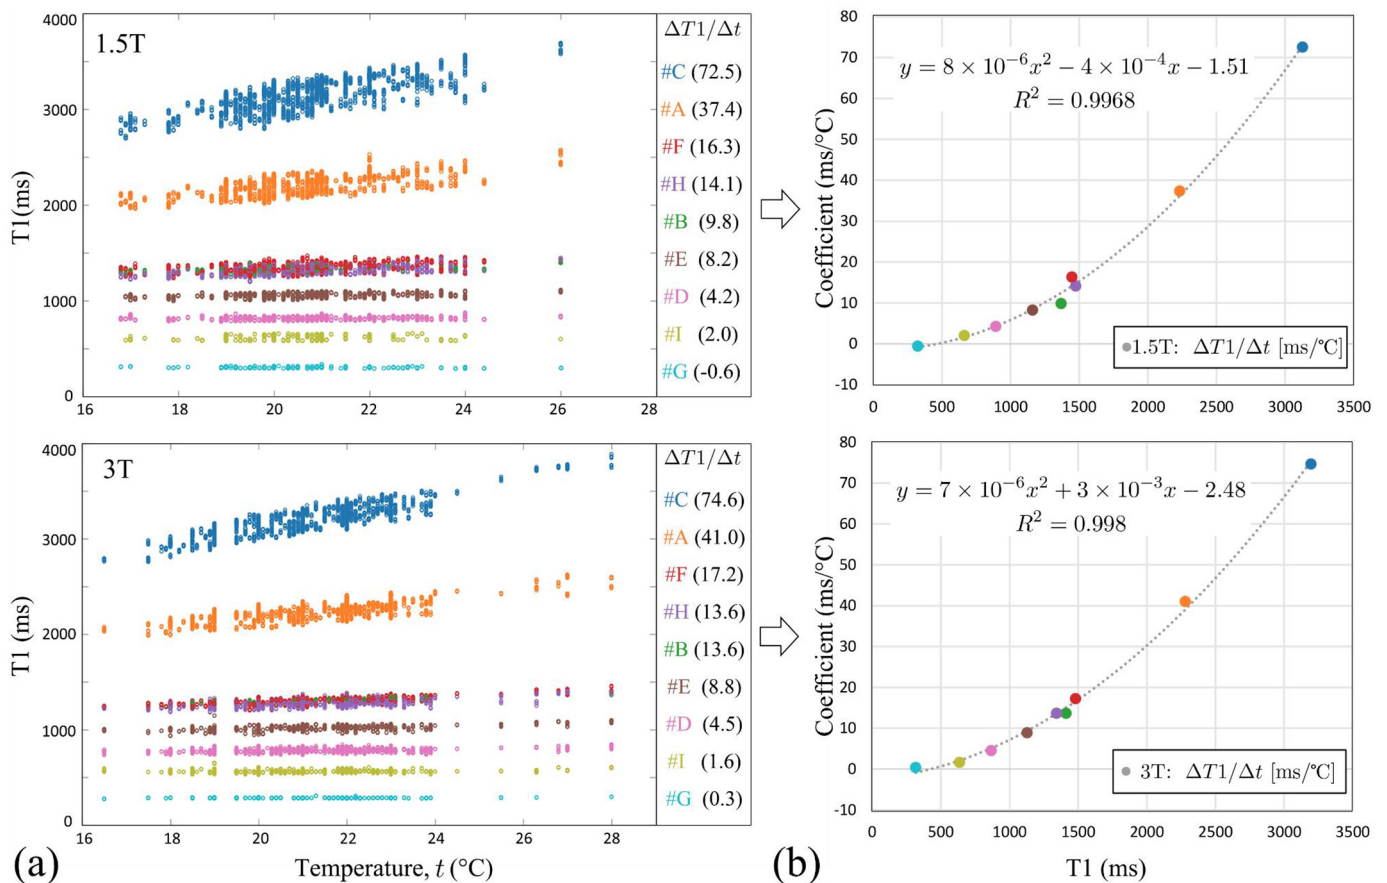 1.5T
T1(ms)
4000
3000
2000
1000
0
16 18 20 22 24 26 28
ΔT1/Δt
#C (72.5)
#A (37.4)
#F (16.3)
#H (14.1)
#B (9.8)
#E (8.2)
#D (4.2)
#I (2.0)
#G (-0.6)
Coefficient (ms/°C)
80
70
60
50
40
30
20
10
0
-10
y = 8 × 10⁻⁶x² − 4 × 10⁻⁴x − 1.51
R² = 0.9968
1.5T: ΔT1/Δt [ms/°C]
0 500 1000 1500 2000 2500 3000 3500
3T
T1 (ms)
4000
3000
2000
1000
0
16 18 20 22 24 26 28
ΔT1/Δt
#C (74.6)
#A (41.0)
#F (17.2)
#H (13.6)
#B (13.6)
#E (8.8)
#D (4.5)
#I (1.6)
#G (0.3)
(a)
Temperature, t (°C)
Coefficient (ms/°C)
80
70
60
50
40
30
20
10
0
-10
y = 7 × 10⁻⁶x² + 3 × 10⁻³x − 2.48
R² = 0.998
3T: ΔT1/Δt [ms/°C]
0 500 1000 1500 2000 2500 3000 3500
(b)
T1 (ms)